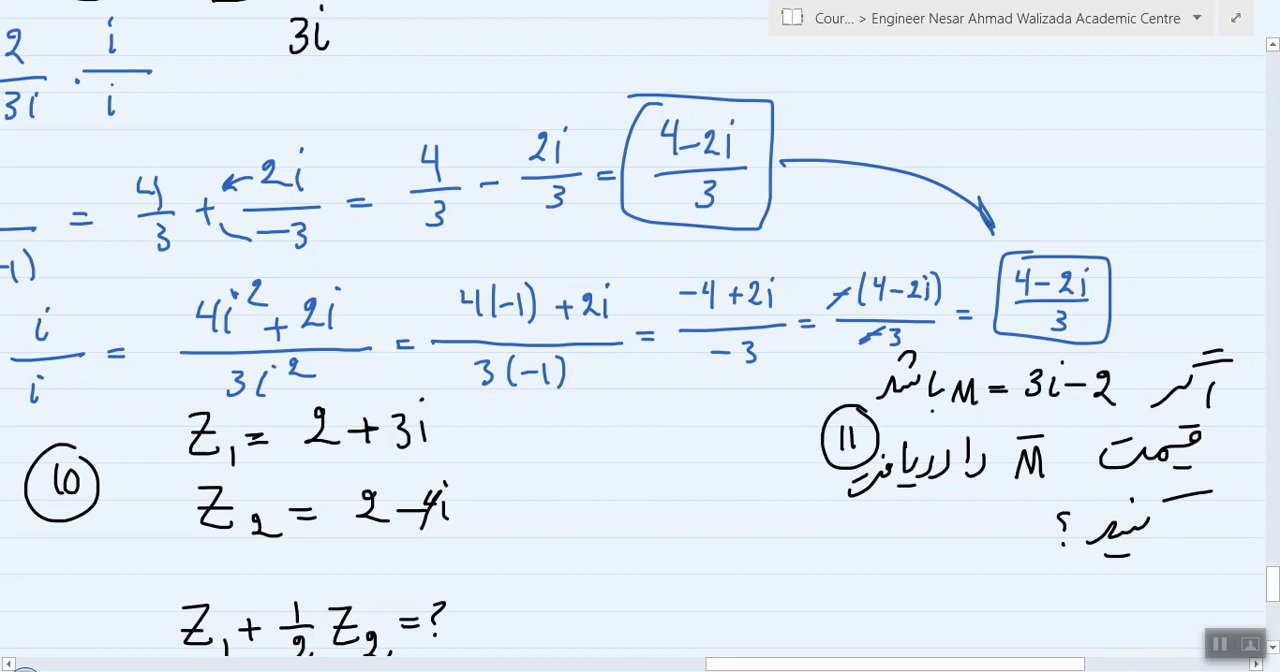 Cour... > Engineer Nesar Ahmad Walizada Academic Centre
3i
2/3i · i/i
= 4/3 + 2i/-3 = 4/3 - 2i/3 = 4-2i/3
-1)
i/i = 4i² + 2i/3i² = 4(-1) + 2i/3(-1) = -4 + 2i/-3 = -(4-2i)/-3 = 4-2i/3
⑩ Z₁ = 2 + 3i
Z₂ = 2 - 4i
Z₁ + 1/2 Z₂ = ?
⑪ اگر M = 3i - 2 باشد
قیمت M̅ را دریافت
کنید ؟